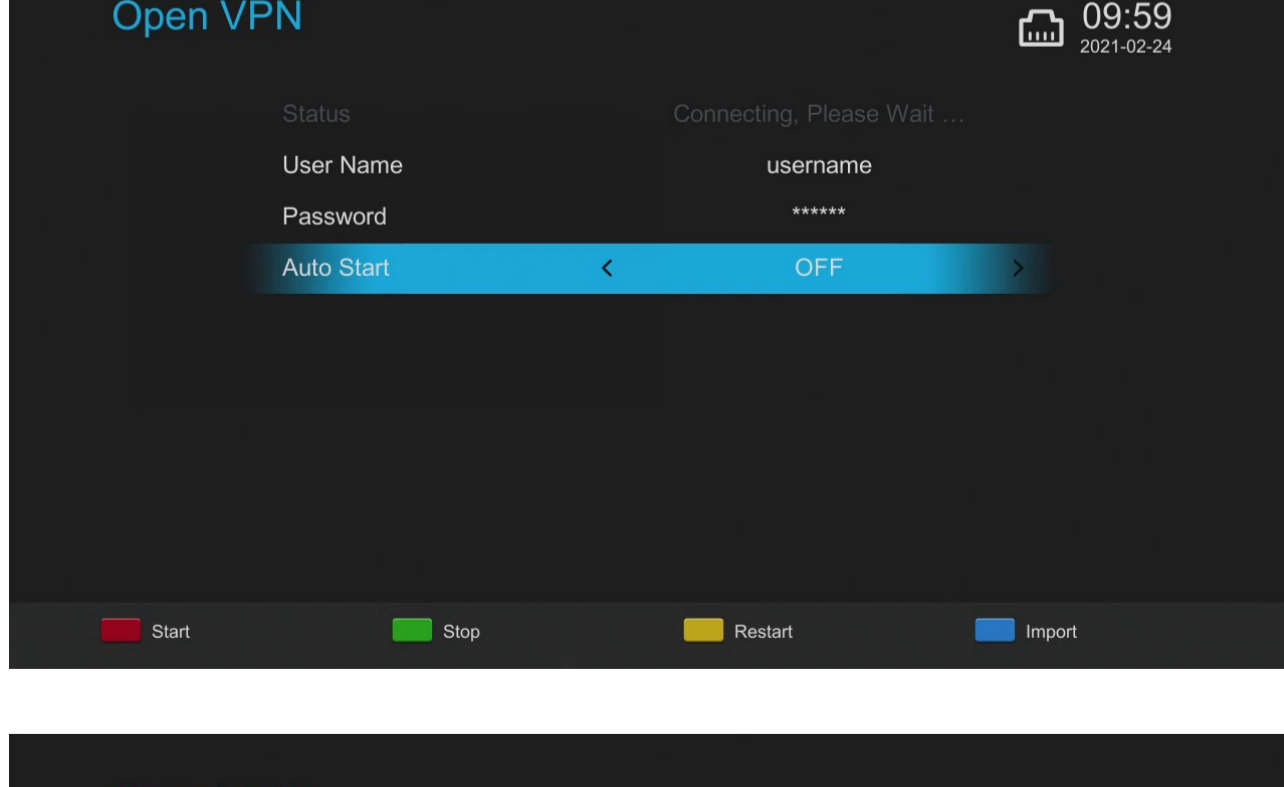 Open VPN 09:59
2021-02-24
Status Connecting, Please Wait ...
User Name username
Password ******
Auto Start < OFF >
Start Stop Restart Import